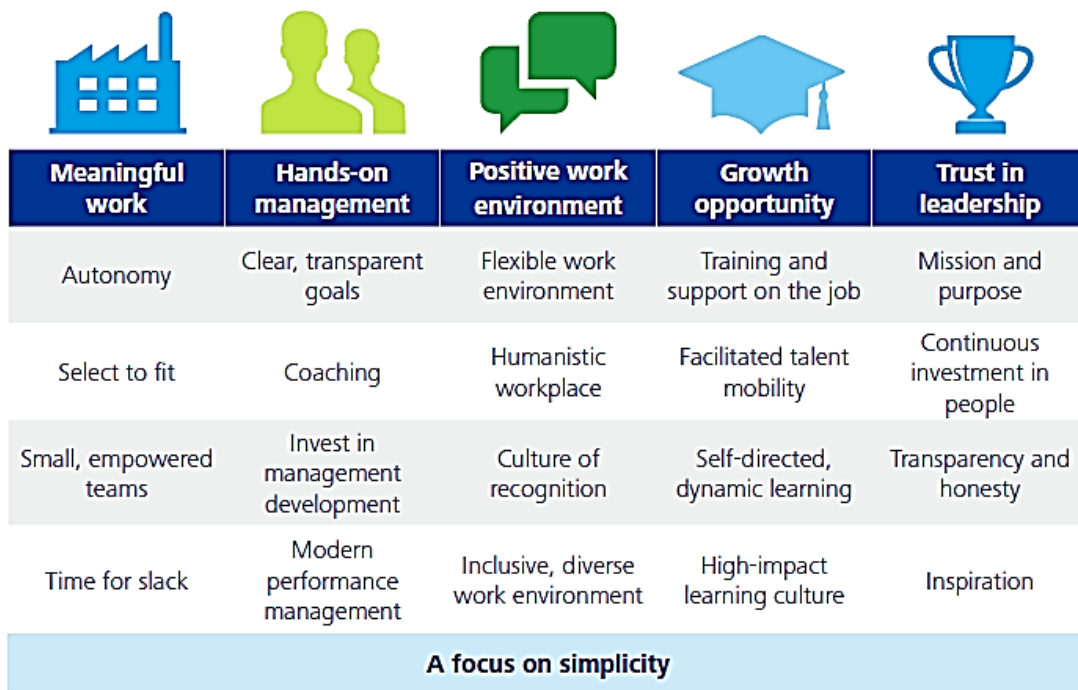 Meaningful
work
Hands-on
management
Positive work
environment
Growth
opportunity
Trust in
leadership
Autonomy
Clear, transparent
goals
Flexible work
environment
Training and
support on the job
Mission and
purpose
Select to fit
Coaching
Humanistic
workplace
Facilitated talent
mobility
Continuous
investment in
people
Small, empowered
teams
Invest in
management
development
Culture of
recognition
Self-directed,
dynamic learning
Transparency and
honesty
Time for slack
Modern
performance
management
Inclusive, diverse
work environment
High-impact
learning culture
Inspiration
A focus on simplicity